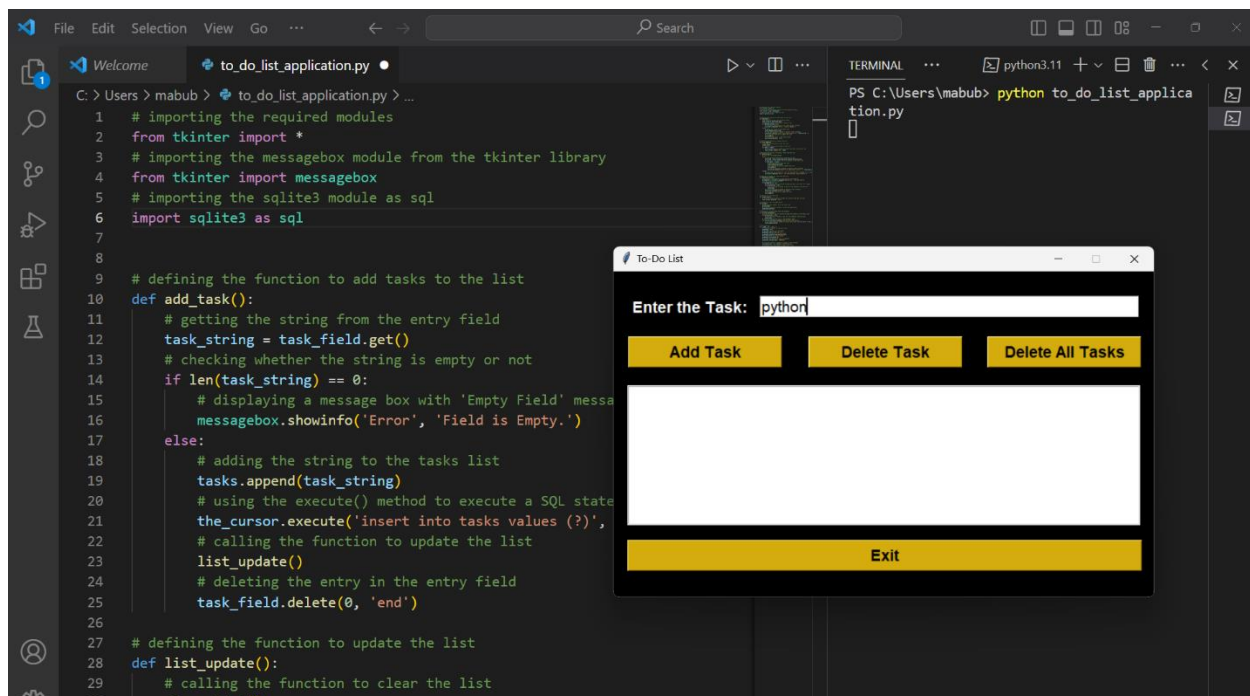 File Edit Selection View Go ··· Search
Welcome to_do_list_application.py
C: > Users > mabub > to_do_list_application.py > ...
1 # importing the required modules
2 from tkinter import *
3 # importing the messagebox module from the tkinter library
4 from tkinter import messagebox
5 # importing the sqlite3 module as sql
6 import sqlite3 as sql
7
8
9 # defining the function to add tasks to the list
10 def add_task():
11 # getting the string from the entry field
12 task_string = task_field.get()
13 # checking whether the string is empty or not
14 if len(task_string) == 0:
15 # displaying a message box with 'Empty Field' messa
16 messagebox.showinfo('Error', 'Field is Empty.')
17 else:
18 # adding the string to the tasks list
19 tasks.append(task_string)
20 # using the execute() method to execute a SQL state
21 the_cursor.execute('insert into tasks values (?)',
22 # calling the function to update the list
23 list_update()
24 # deleting the entry in the entry field
25 task_field.delete(0, 'end')
26
27 # defining the function to update the list
28 def list_update():
29 # calling the function to clear the list
1
TERMINAL ··· python3.11
PS C:\Users\mabub> python to_do_list_applica
tion.py
To-Do List
Enter the Task: python
Add Task Delete Task Delete All Tasks
Exit